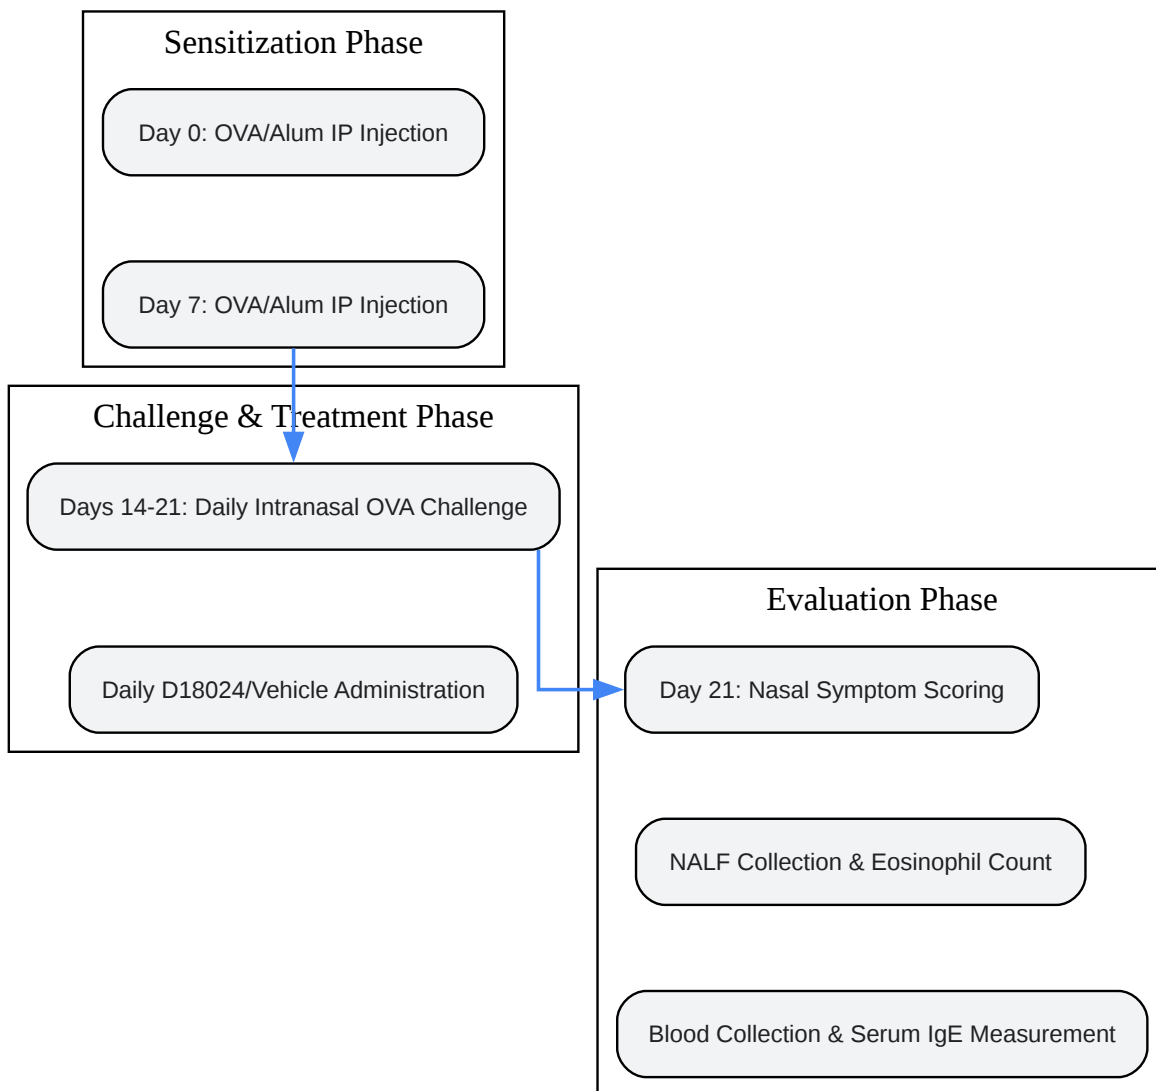 Sensitization Phase
Day 0: OVA/Alum IP Injection
Day 7: OVA/Alum IP Injection
Challenge & Treatment Phase
Days 14-21: Daily Intranasal OVA Challenge
Daily D18024/Vehicle Administration
Evaluation Phase
Day 21: Nasal Symptom Scoring
NALF Collection & Eosinophil Count
Blood Collection & Serum IgE Measurement